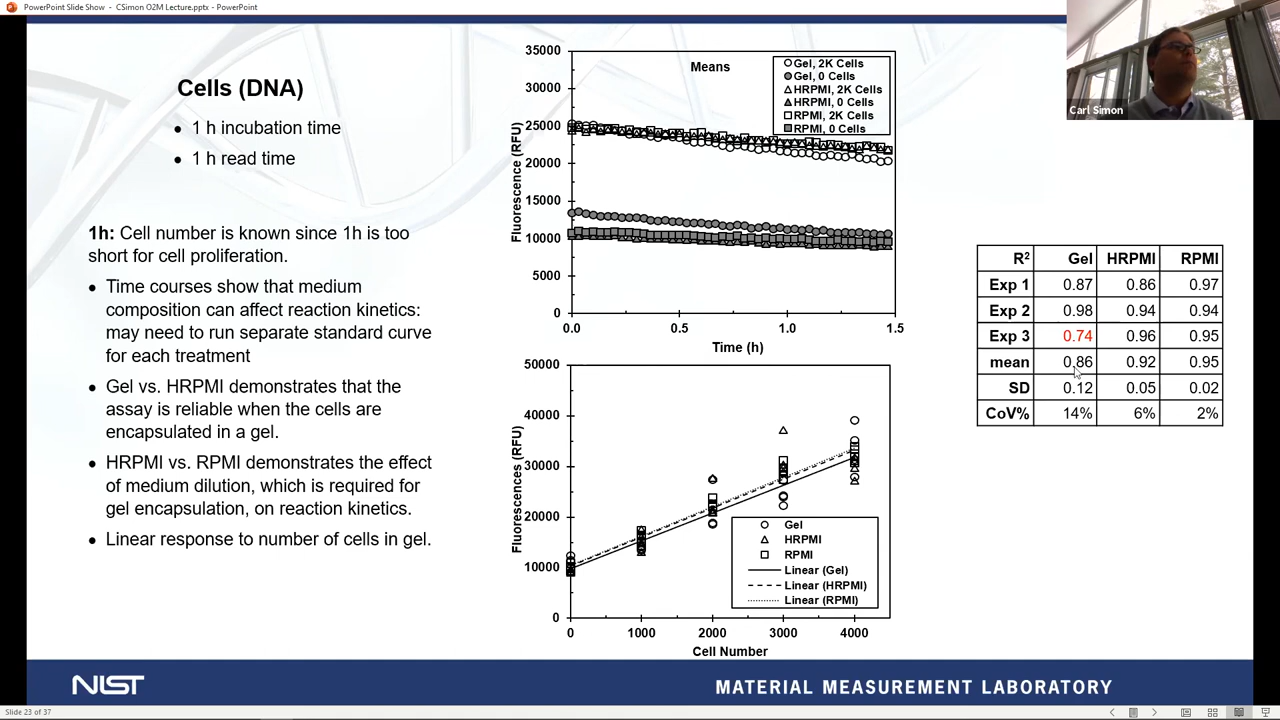 PowerPoint Slide Show - CSimon O2M Lecture.pptx - PowerPoint
Carl Simon
Cells (DNA)
• 1 h incubation time
• 1 h read time
1h: Cell number is known since 1h is too
short for cell proliferation.
• Time courses show that medium
composition can affect reaction kinetics:
may need to run separate standard curve
for each treatment
• Gel vs. HRPMI demonstrates that the
assay is reliable when the cells are
encapsulated in a gel.
• HRPMI vs. RPMI demonstrates the effect
of medium dilution, which is required for
gel encapsulation, on reaction kinetics.
• Linear response to number of cells in gel.
Means
Gel, 2K Cells
Gel, 0 Cells
HRPMI, 2K Cells
HRPMI, 0 Cells
RPMI, 2K Cells
RPMI, 0 Cells
Fluorescence (RFU)
35000
30000
25000
20000
15000
10000
5000
0
0.0 0.5 1.0 1.5
Time (h)
Fluorescences (RFU)
50000
40000
30000
20000
10000
0
Gel
HRPMI
RPMI
Linear (Gel)
Linear (HRPMI)
Linear (RPMI)
0 1000 2000 3000 4000
Cell Number
R² Gel HRPMI RPMI
Exp 1 0.87 0.86 0.97
Exp 2 0.98 0.94 0.94
Exp 3 0.74 0.96 0.95
mean 0.86 0.92 0.95
SD 0.12 0.05 0.02
CoV% 14% 6% 2%
NIST
MATERIAL MEASUREMENT LABORATORY
Slide 23 of 37